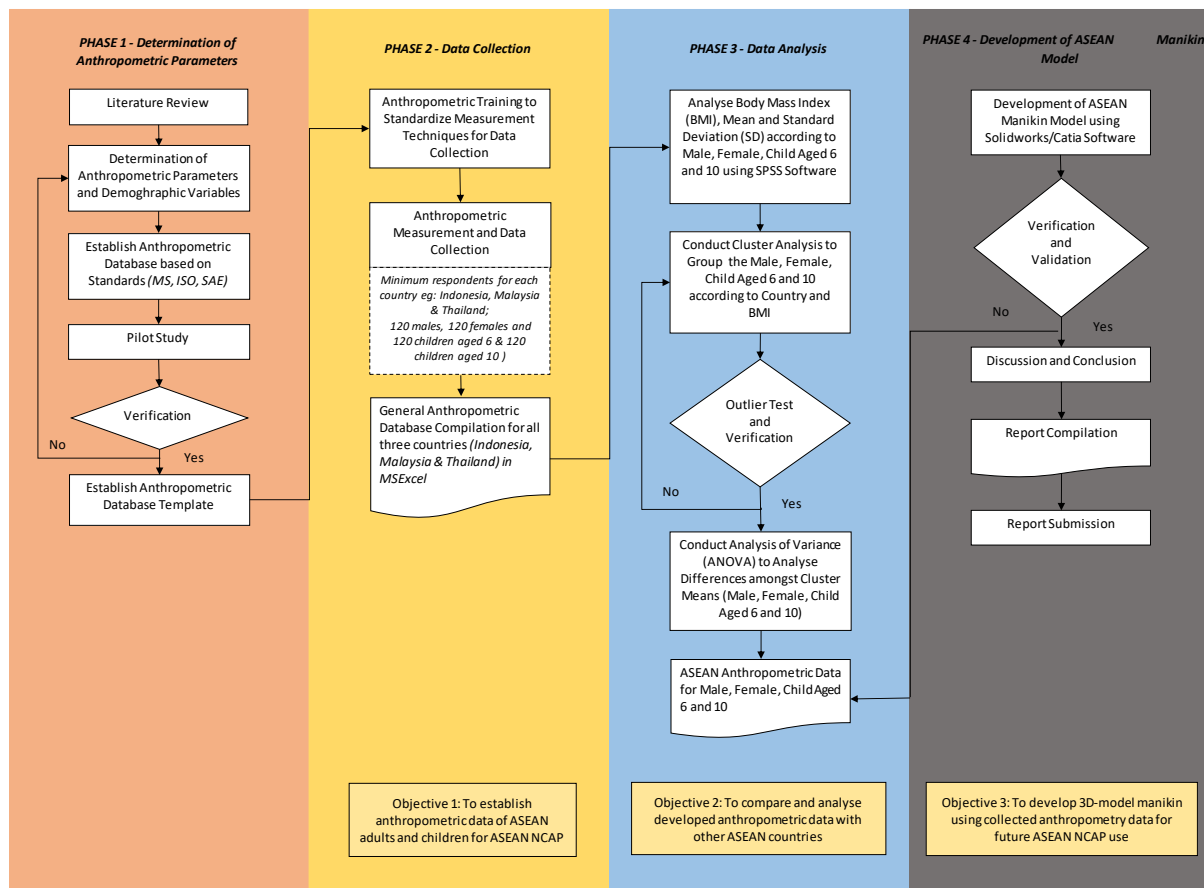 PHASE 1 - Determination of
Anthropometric Parameters
Literature Review
Determination of
Anthropometric Parameters
and Demoghraphic Variables
Establish Anthropometric
Database based on
Standards (MS, ISO, SAE)
Pilot Study
Verification
No
Yes
Establish Anthropometric
Database Template
PHASE 2 - Data Collection
Anthropometric Training to
Standardize Measurement
Techniques for Data
Collection
Anthropometric
Measurement and Data
Collection
Minimum respondents for each
country eg: Indonesia, Malaysia
& Thailand;
120 males, 120 females and
120 children aged 6 & 120
children aged 10 )
General Anthropometric
Database Compilation for all
three countries (Indonesia,
Malaysia & Thailand) in
MSExcel
Objective 1: To establish
anthropometric data of ASEAN
adults and children for ASEAN NCAP
PHASE 3 - Data Analysis
Analyse Body Mass Index
(BMI), Mean and Standard
Deviation (SD) according to
Male, Female, Child Aged 6
and 10 using SPSS Software
Conduct Cluster Analysis to
Group the Male, Female,
Child Aged 6 and 10
according to Country and
BMI
Outlier Test
and
Verification
No
Yes
Conduct Analysis of Variance
(ANOVA) to Analyse
Differences amongst Cluster
Means (Male, Female, Child
Aged 6 and 10)
ASEAN Anthropometric Data
for Male, Female, Child Aged
6 and 10
Objective 2: To compare and analyse
developed anthropometric data with
other ASEAN countries
PHASE 4 - Development of ASEAN Manikin
Model
Development of ASEAN
Manikin Model using
Solidworks/Catia Software
Verification
and
Validation
No
Yes
Discussion and Conclusion
Report Compilation
Report Submission
Objective 3: To develop 3D-model manikin
using collected anthropometry data for
future ASEAN NCAP use